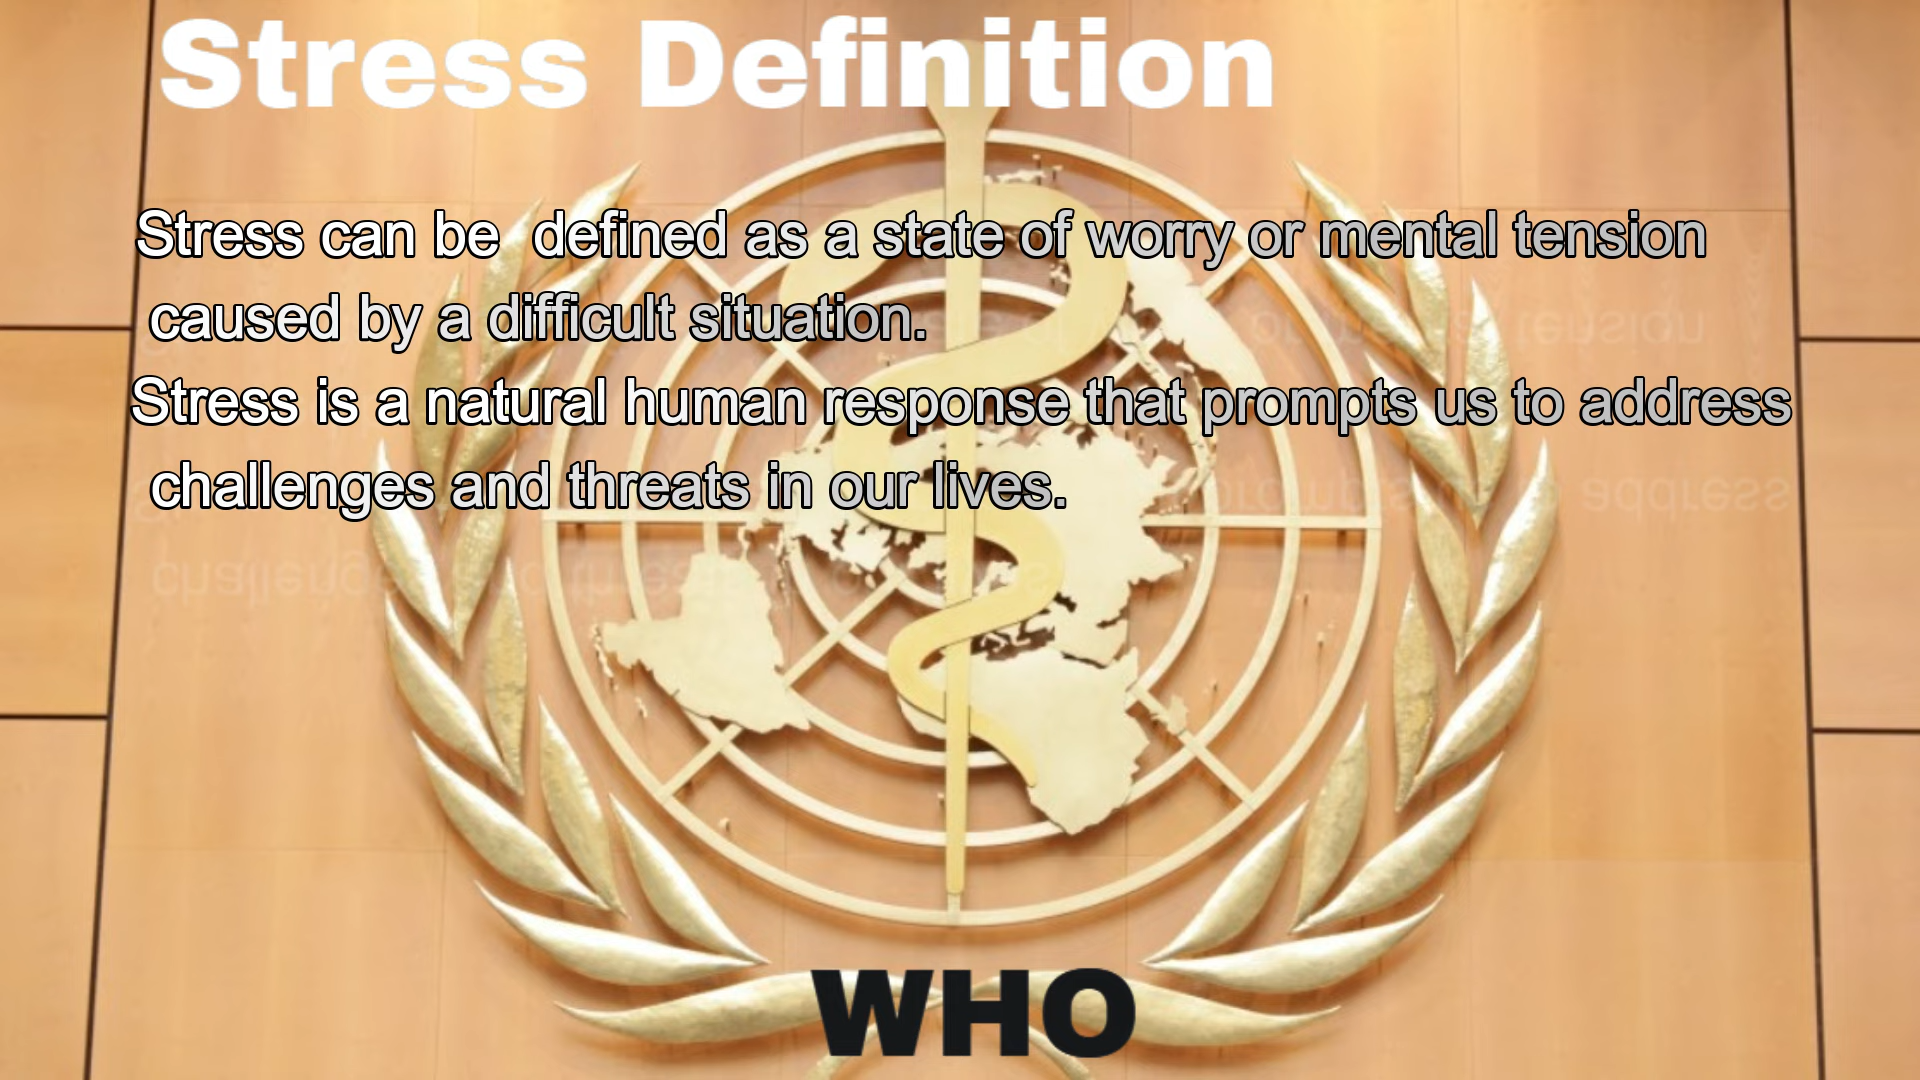 Stress Definition
Stress can be  defined as a state of worry or mental tension
caused by a difficult situation.
Stress is a natural human response that prompts us to address
challenges and threats in our lives.
WHO